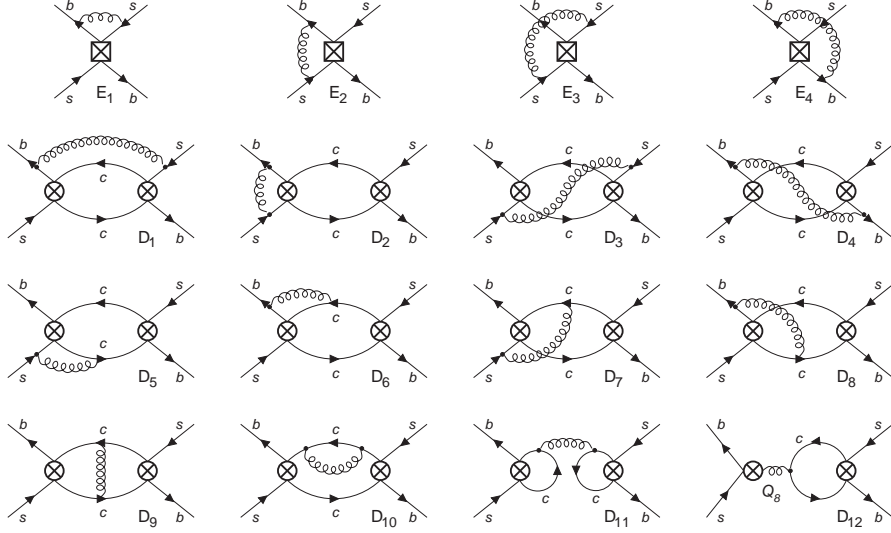 b s b s b s b s
s E₁ b s E₂ b s E₃ b s E₄ b
b s b s b s b s
c c c c
s c D₁ b s c D₂ b s c D₃ b s c D₄ b
b c s b c s b c s b c s
c c
s D₅ b s c D₆ b s c D₇ b s c D₈ b
b c s b c s b s b c s
c c Q₈
s c D₉ b s c D₁₀ b s D₁₁ b s D₁₂ b